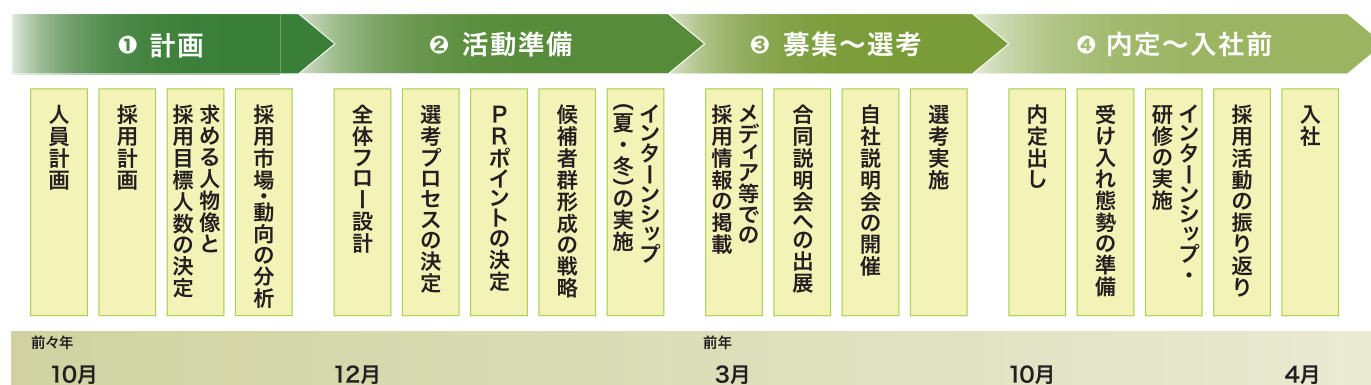 ❶ 計画
❷ 活動準備
❸ 募集〜選考
❹ 内定〜入社前
人員計画
採用計画
求める人物像と
採用目標人数の決定
採用市場・動向の分析
全体フロー設計
選考プロセスの決定
PRポイントの決定
候補者群形成の戦略
インターンシップ
(夏・冬)の実施
メディア等での
採用情報の掲載
合同説明会への出展
自社説明会の開催
選考実施
内定出し
受け入れ態勢の準備
インターンシップ・
研修の実施
採用活動の振り返り
入社
前々年
10月
12月
前年
3月
10月
4月